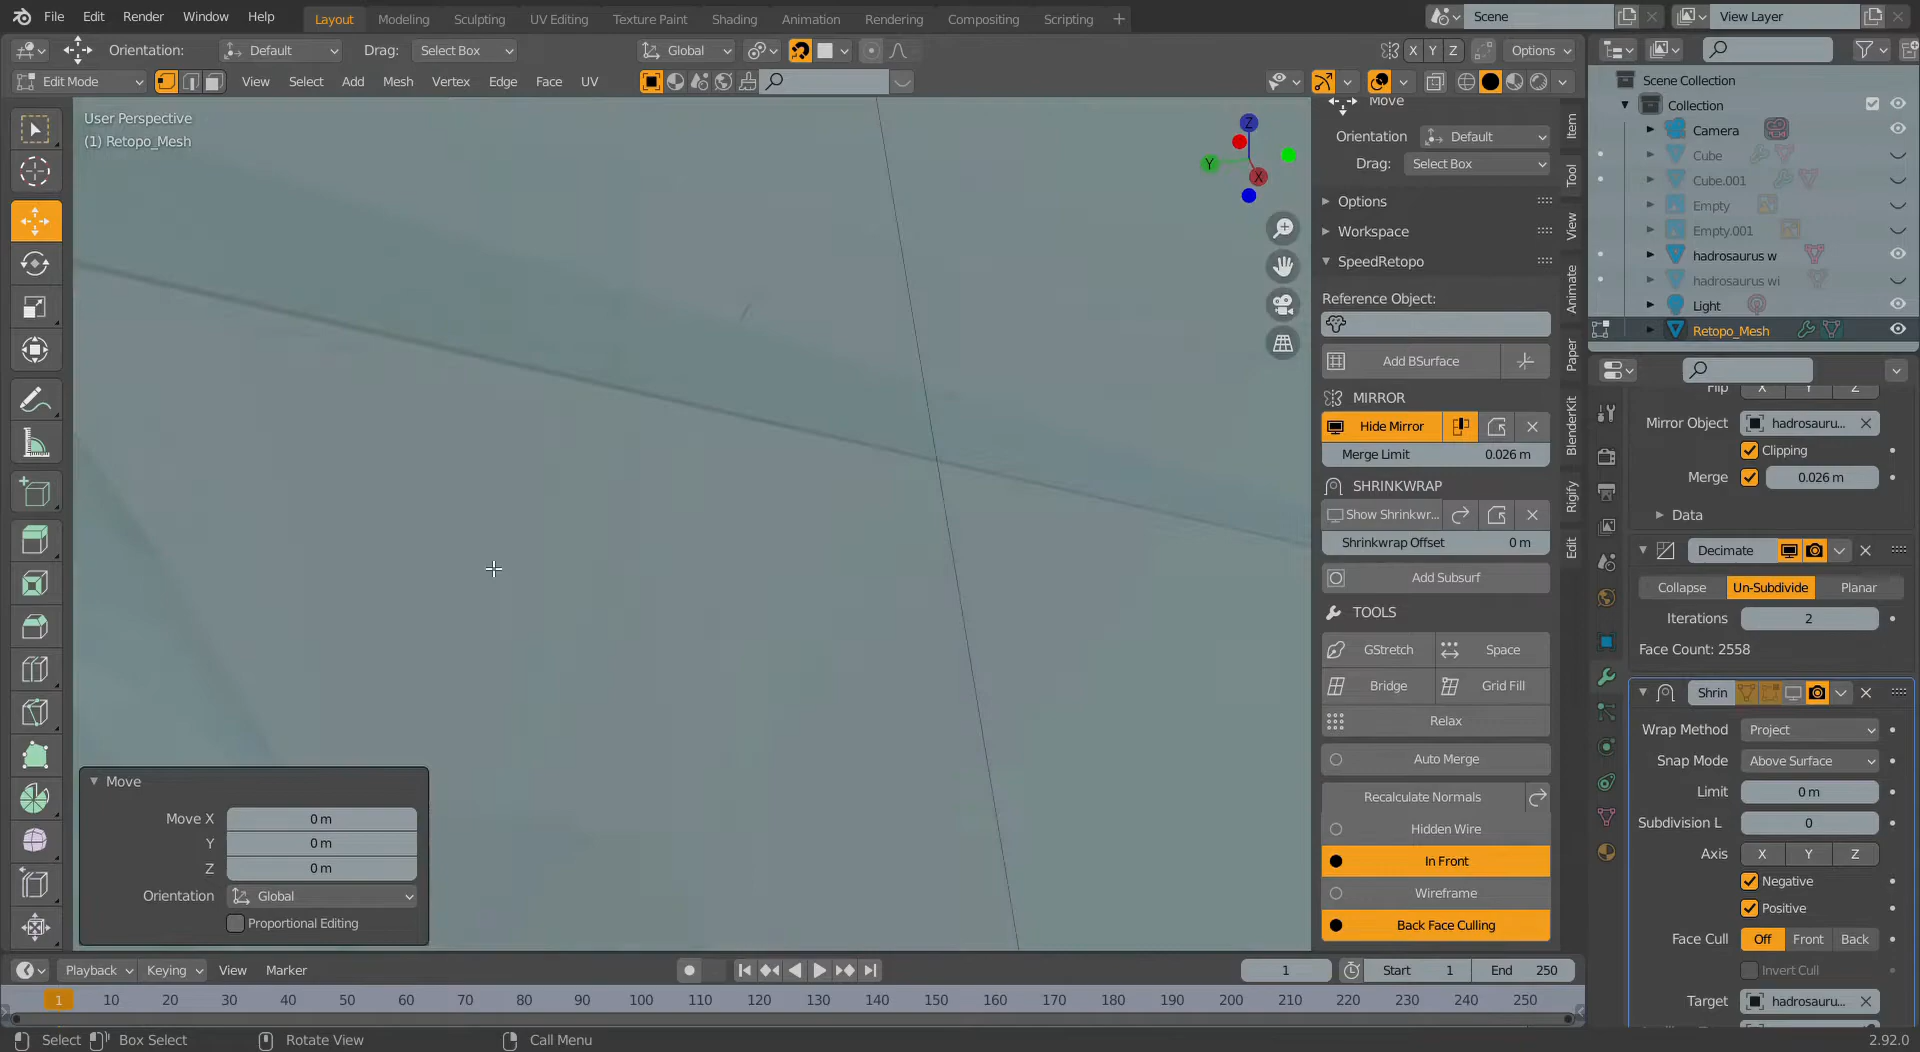 File Edit Render Window Help Layout Modeling Sculpting UV Editing Texture Paint Shading Animation Rendering Compositing Scripting + Scene View Layer
Orientation: Default Drag: Select Box Global X Y Z Options
Edit Mode View Select Add Mesh Vertex Edge Face UV
User Perspective
(1) Retopo_Mesh
Z
Y
X
Move
Orientation Default
Drag: Select Box
Options
Workspace
SpeedRetopo
Reference Object:
Add BSurface
MIRROR
Hide Mirror
Merge Limit 0.026 m
SHRINKWRAP
Show Shrinkwr...
Shrinkwrap Offset 0 m
Add Subsurf
TOOLS
GStretch Space
Bridge Grid Fill
Relax
Auto Merge
Recalculate Normals
Hidden Wire
In Front
Wireframe
Back Face Culling
Item
Tool
View
Animate
Paper
BlenderKit
Rigify
Edit
Scene Collection
Collection
Camera
Cube
Cube.001
Empty
Empty.001
hadrosaurus w
hadrosaurus wi
Light
Retopo_Mesh
Flip X Y Z
Mirror Object hadrosauru...
Clipping
Merge 0.026 m
Data
Decimate
Collapse Un-Subdivide Planar
Iterations 2
Face Count: 2558
Shrin
Wrap Method Project
Snap Mode Above Surface
Limit 0 m
Subdivision L 0
Axis X Y Z
Negative
Positive
Face Cull Off Front Back
Invert Cull
Target hadrosauru...
Move
Move X 0 m
Y 0 m
Z 0 m
Orientation Global
Proportional Editing
Playback Keying View Marker 1 Start 1 End 250
1 10 20 30 40 50 60 70 80 90 100 110 120 130 140 150 160 170 180 190 200 210 220 230 240 250
Select Box Select Rotate View Call Menu 2.92.0